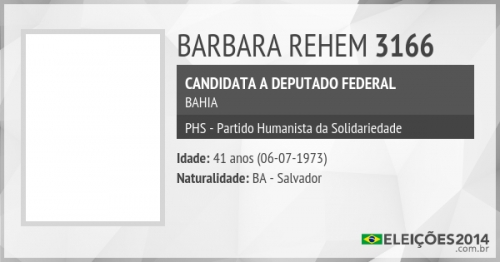 BARBARA REHEM 3166
CANDIDATA A DEPUTADO FEDERAL
BAHIA
PHS - Partido Humanista da Solidariedade
Idade: 41 anos (06-07-1973)
Naturalidade: BA - Salvador
ELEIÇÕES2014
.com.br